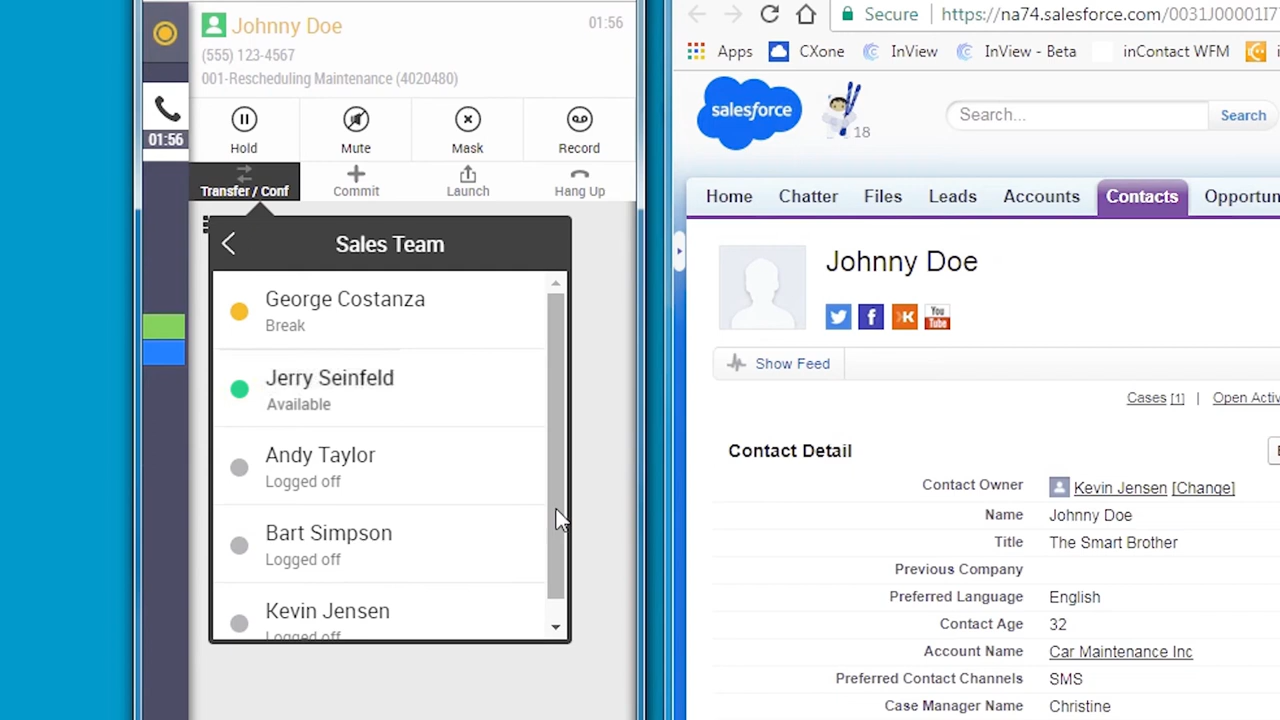 Johnny Doe
01:56
(555) 123-4567
001-Rescheduling Maintenance (4020480)
01:56
Hold
Mute
Mask
Record
Transfer / Conf
Commit
Launch
Hang Up
Sales Team
George Costanza
Break
Jerry Seinfeld
Available
Andy Taylor
Logged off
Bart Simpson
Logged off
Kevin Jensen
Logged off
Secure
https://na74.salesforce.com/0031J00001I7
Apps
CXone
InView
InView - Beta
inContact WFM
salesforce
18
Search...
Search
Home
Chatter
Files
Leads
Accounts
Contacts
Opportun
Johnny Doe
You Tube
Show Feed
Cases [1] | Open Activ
Contact Detail
Contact Owner Kevin Jensen [Change]
Name Johnny Doe
Title The Smart Brother
Previous Company
Preferred Language English
Contact Age 32
Account Name Car Maintenance Inc
Preferred Contact Channels SMS
Case Manager Name Christine